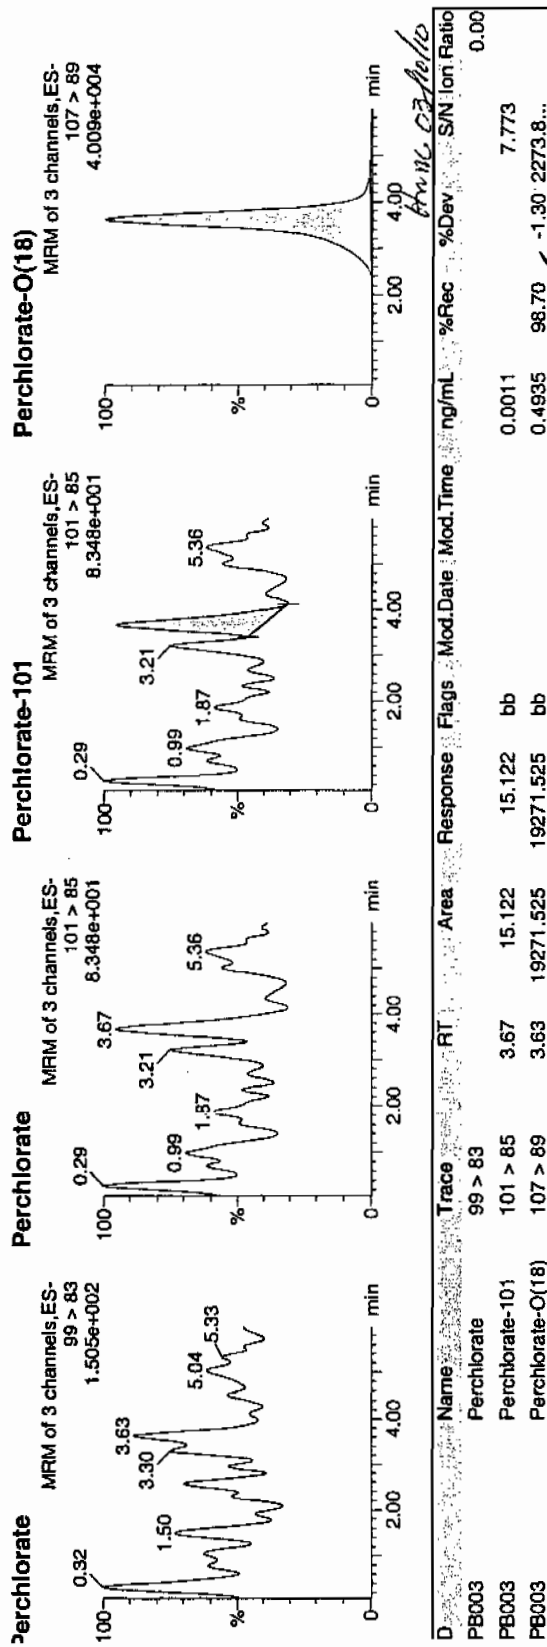 Perchlorate
MRM of 3 channels,ES-
99 > 83
1.505e+002
100
0.32
1.50
3.30
3.63
5.04
5.33
%
0
2.00
4.00
min
Perchlorate
MRM of 3 channels,ES-
101 > 85
8.348e+001
100
0.29
0.99
1.87
3.21
3.67
5.36
%
0
2.00
4.00
min
Perchlorate-101
MRM of 3 channels,ES-
101 > 85
8.348e+001
100
0.29
0.99
1.87
3.21
5.36
%
0
2.00
4.00
min
Perchlorate-O(18)
MRM of 3 channels,ES-
107 > 89
4.009e+004
100
%
0
2.00
4.00
min
03/10/10
D Name Trace RT Area Response Flags Mod.Date Mod.Time ng/mL %Rec %Dev S/N Ion Ratio
PB003 Perchlorate 99 > 83 0.00
PB003 Perchlorate-101 101 > 85 3.67 15.122 15.122 bb 0.0011 7.773
PB003 Perchlorate-O(18) 107 > 89 3.63 19271.525 19271.525 bb 0.4935 98.70 -1.30 2273.8...